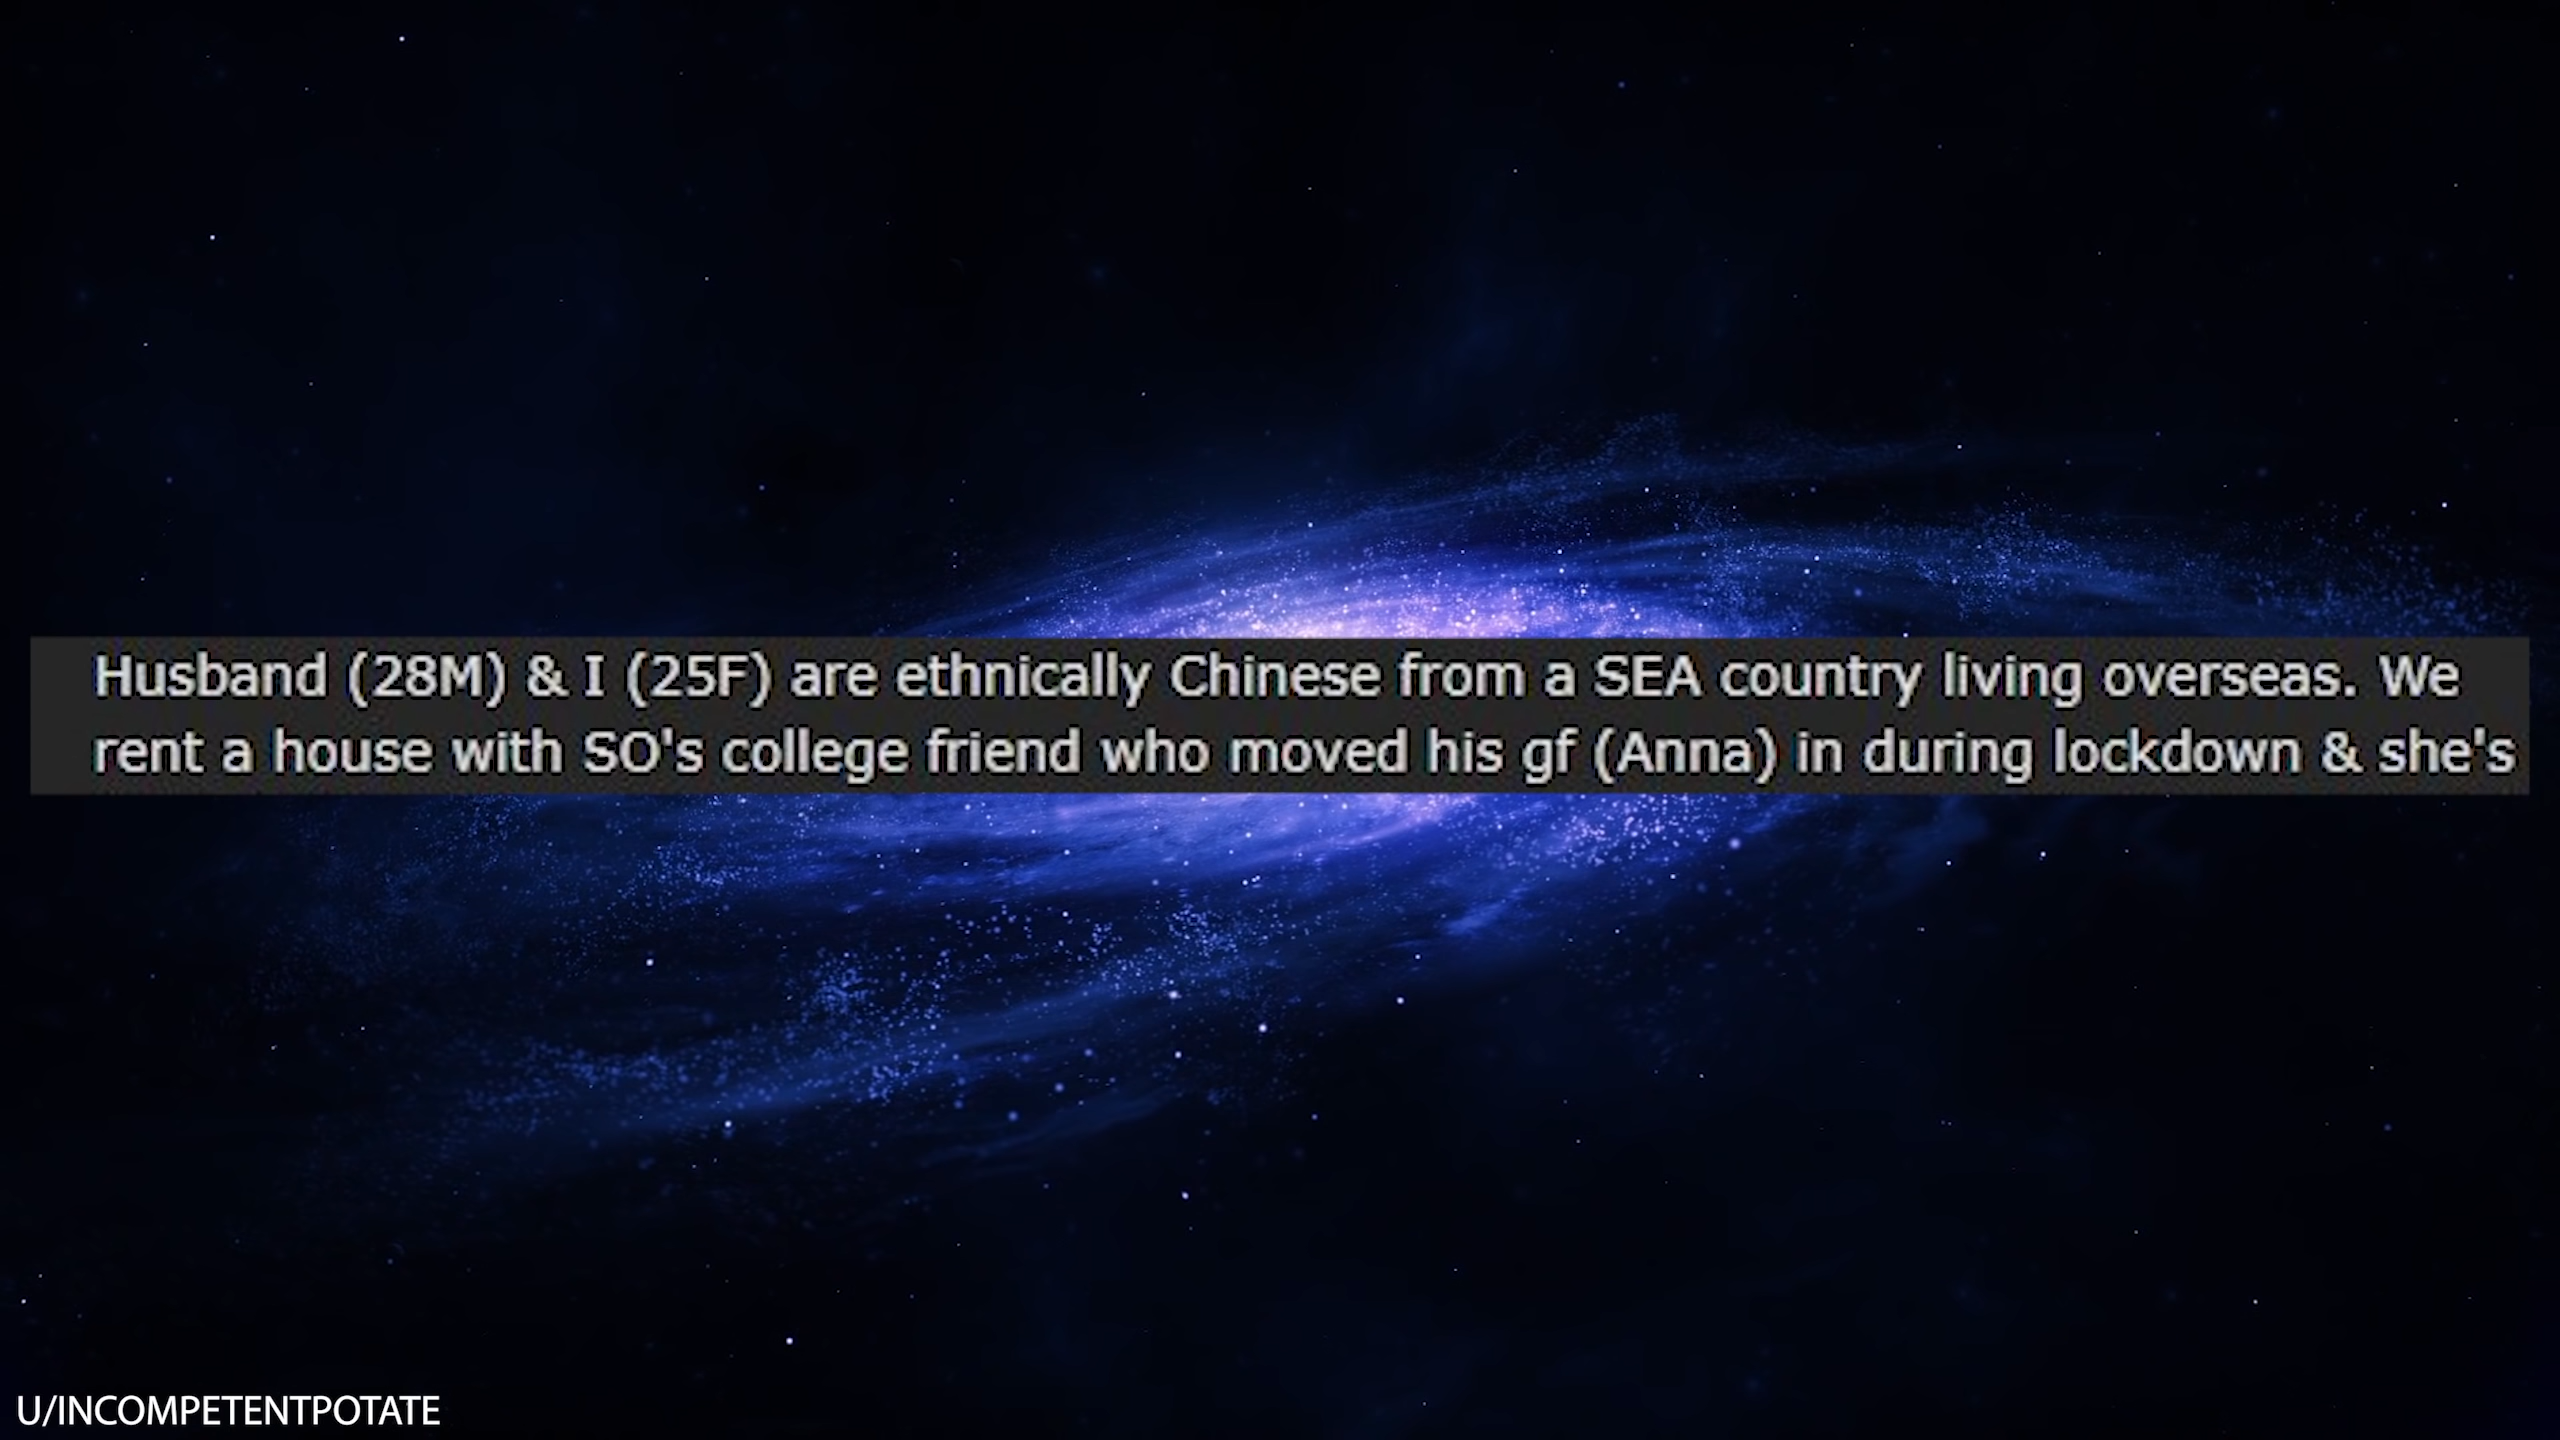 Husband (28M) & I (25F) are ethnically Chinese from a SEA country living overseas. We
rent a house with SO's college friend who moved his gf (Anna) in during lockdown & she's
U/INCOMPETENTPOTATE